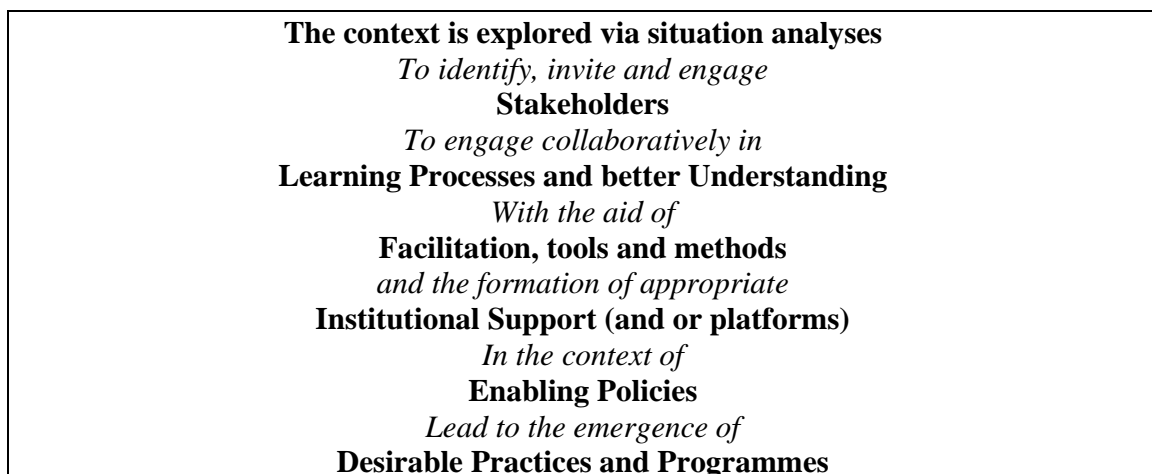 The context is explored via situation analyses
To identify, invite and engage
Stakeholders
To engage collaboratively in
Learning Processes and better Understanding
With the aid of
Facilitation, tools and methods
and the formation of appropriate
Institutional Support (and or platforms)
In the context of
Enabling Policies
Lead to the emergence of
Desirable Practices and Programmes